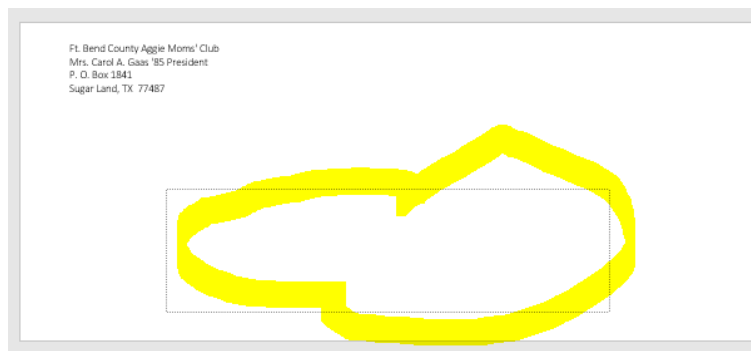 Ft. Bend County Aggie Moms' Club
Mrs. Carol A. Gaas '85 President
P. O. Box 1841
Sugar Land, TX  77487